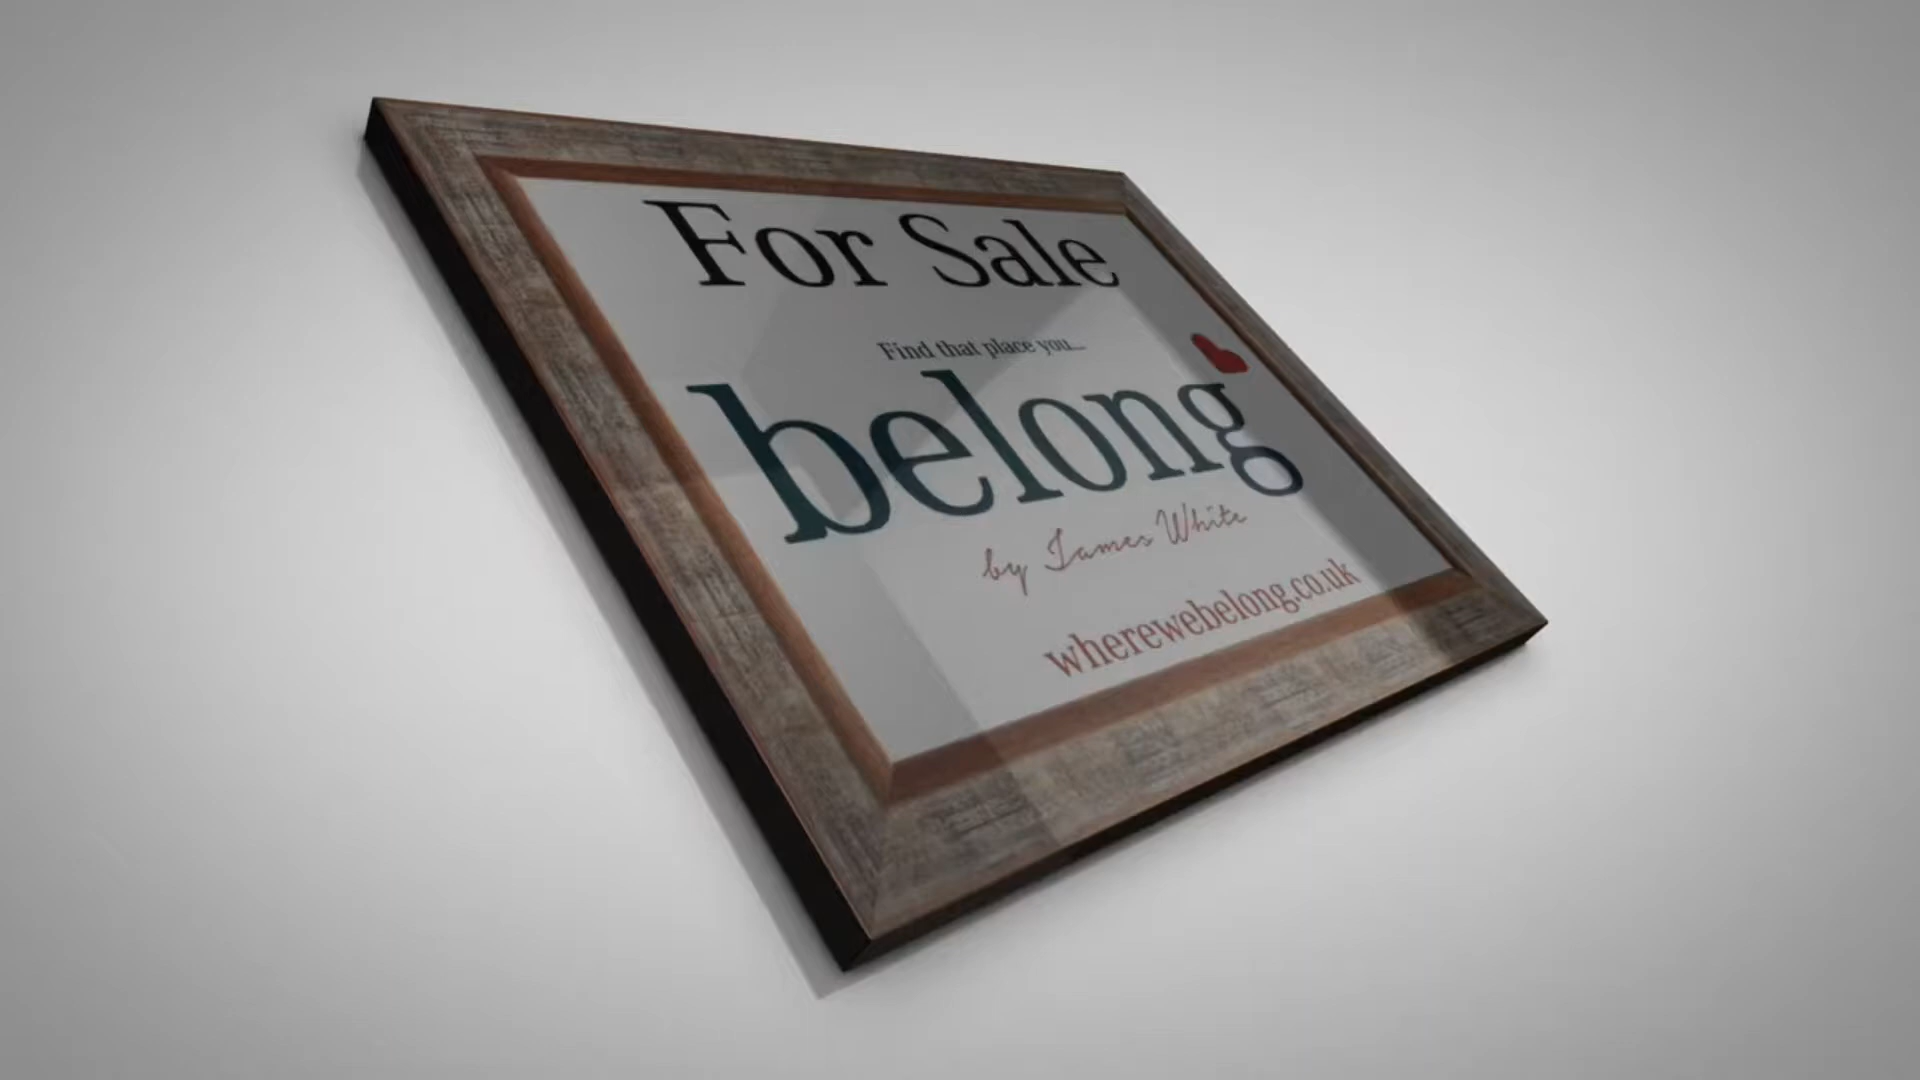 For Sale
Find that place you...
belong
by James White
wherewebelong.co.uk